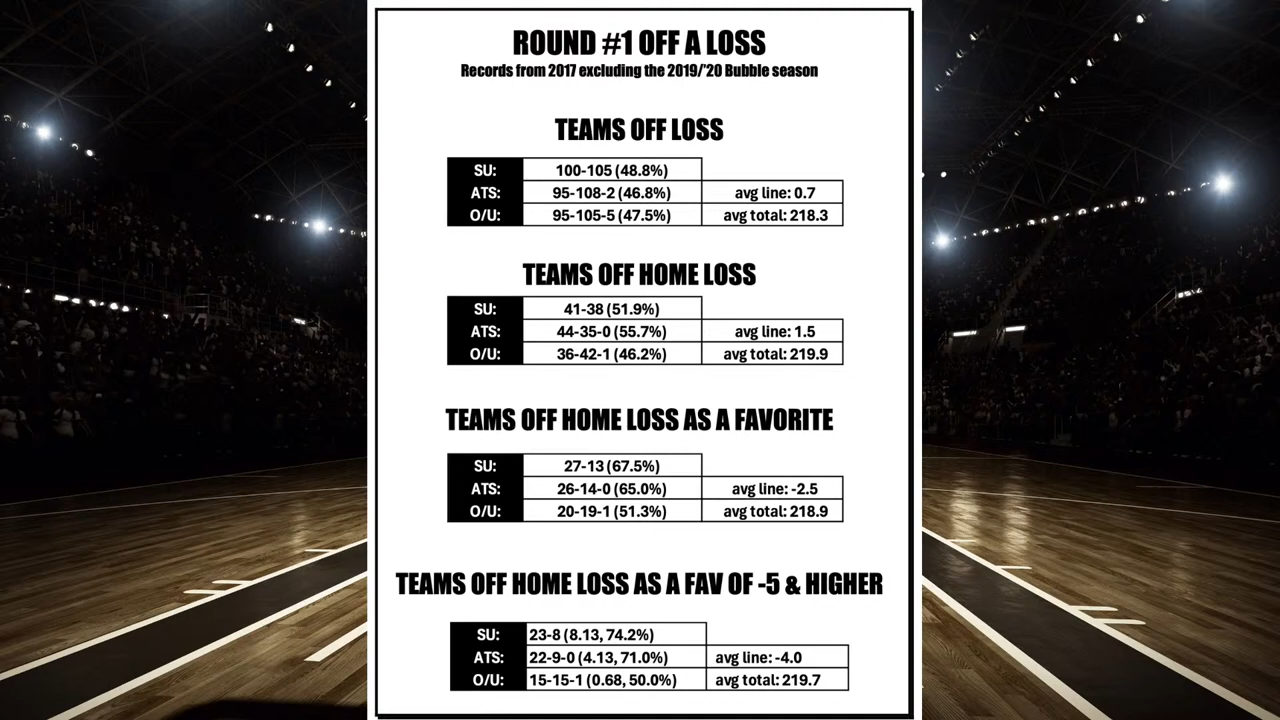 ROUND #1 OFF A LOSS
Records from 2017 excluding the 2019/'20 Bubble season
TEAMS OFF LOSS
SU: 100-105 (48.8%)
ATS: 95-108-2 (46.8%) avg line: 0.7
O/U: 95-105-5 (47.5%) avg total: 218.3
TEAMS OFF HOME LOSS
SU: 41-38 (51.9%)
ATS: 44-35-0 (55.7%) avg line: 1.5
O/U: 36-42-1 (46.2%) avg total: 219.9
TEAMS OFF HOME LOSS AS A FAVORITE
SU: 27-13 (67.5%)
ATS: 26-14-0 (65.0%) avg line: -2.5
O/U: 20-19-1 (51.3%) avg total: 218.9
TEAMS OFF HOME LOSS AS A FAV OF -5 & HIGHER
SU: 23-8 (8.13, 74.2%)
ATS: 22-9-0 (4.13, 71.0%) avg line: -4.0
O/U: 15-15-1 (0.68, 50.0%) avg total: 219.7